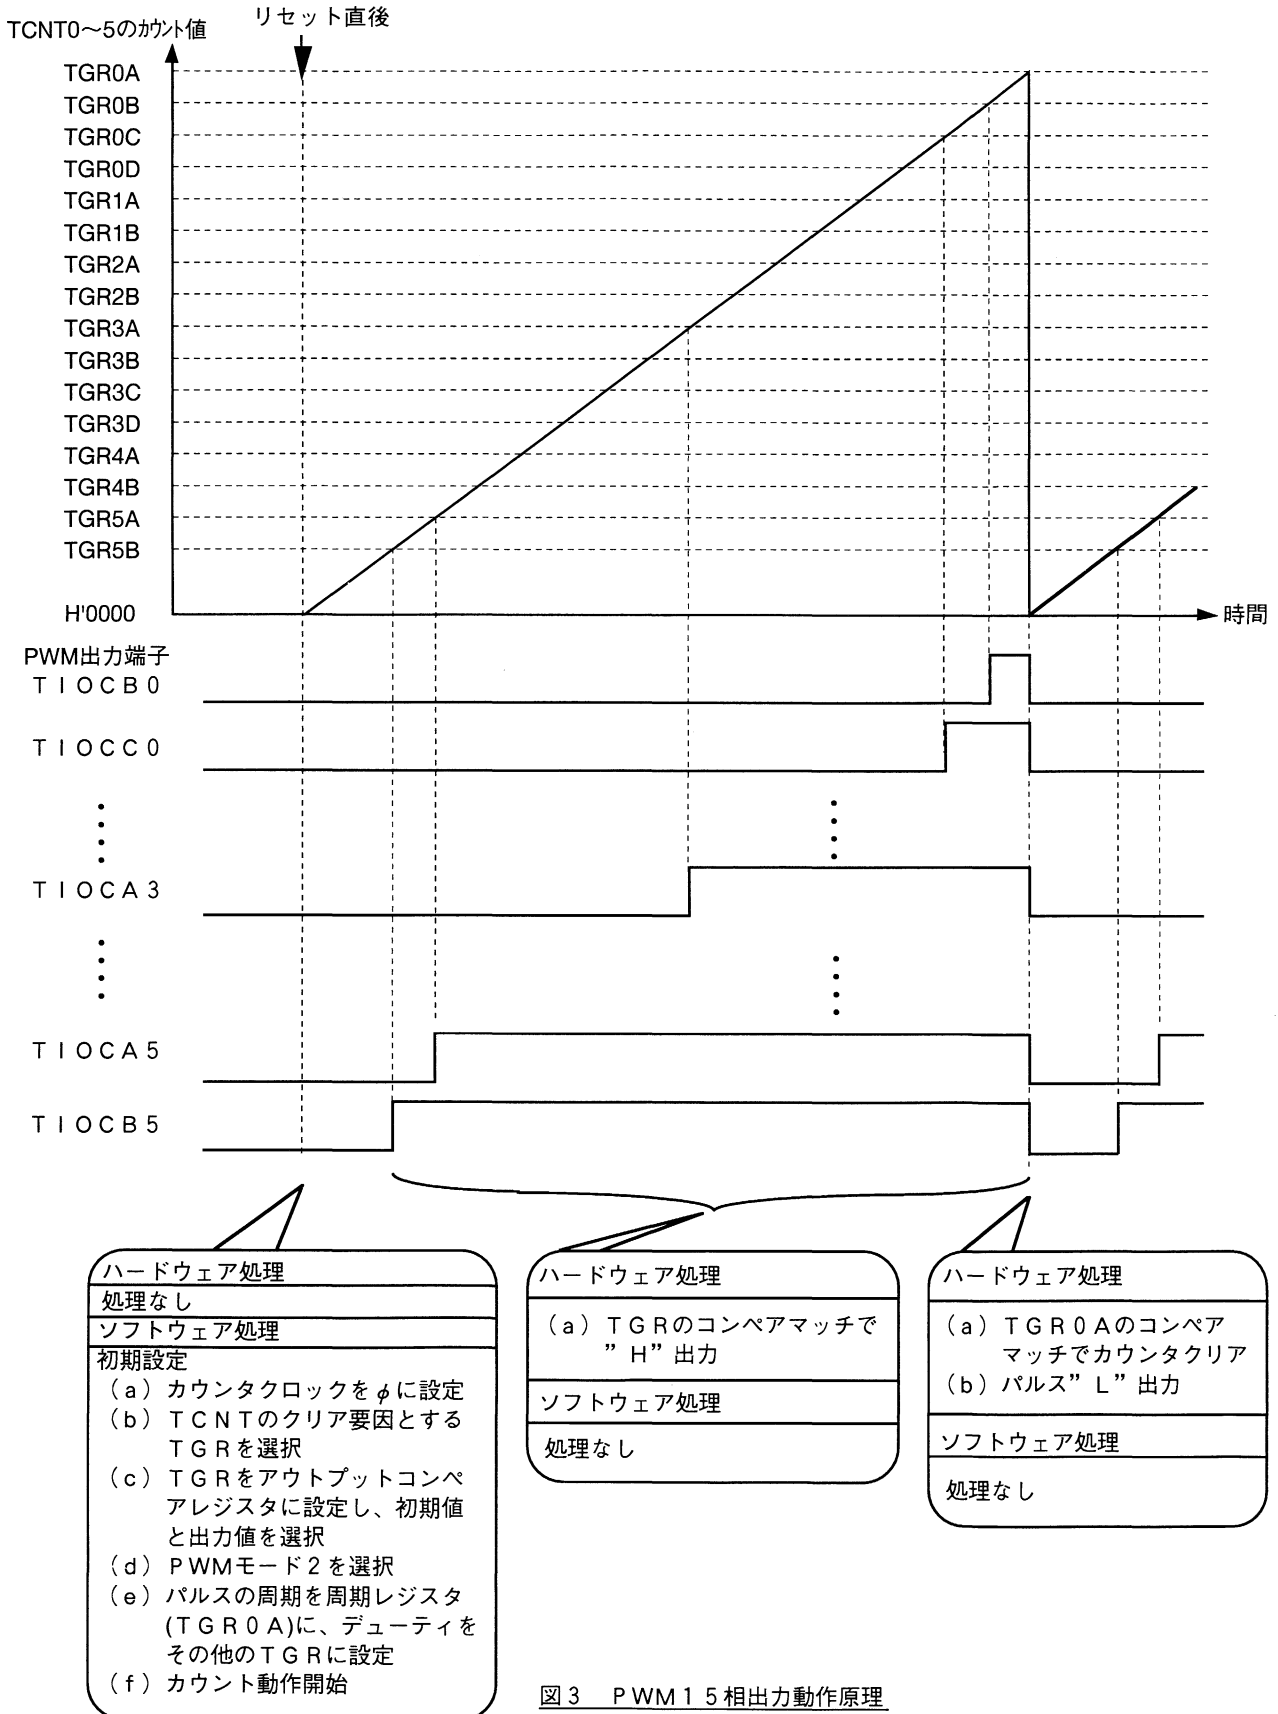 TCNT0～5のカウント値
リセット直後
TGR0A
TGR0B
TGR0C
TGR0D
TGR1A
TGR1B
TGR2A
TGR2B
TGR3A
TGR3B
TGR3C
TGR3D
TGR4A
TGR4B
TGR5A
TGR5B
H'0000
時間
PWM出力端子
TIOCB0
TIOCC0
TIOCA3
TIOCA5
TIOCB5
ハードウェア処理
処理なし
ソフトウェア処理
初期設定
(a) カウンタクロックをφに設定
(b) TCNTのクリア要因とする
TGRを選択
(c) TGRをアウトプットコンペ
アレジスタに設定し、初期値
と出力値を選択
(d) PWMモード2を選択
(e) パルスの周期を周期レジスタ
(TGR0A)に、デューティを
その他のTGRに設定
(f) カウント動作開始
ハードウェア処理
(a) TGRのコンペアマッチで
”H”出力
ソフトウェア処理
処理なし
ハードウェア処理
(a) TGR0Aのコンペア
マッチでカウンタクリア
(b) パルス”L”出力
ソフトウェア処理
処理なし
図3 PWM15相出力動作原理